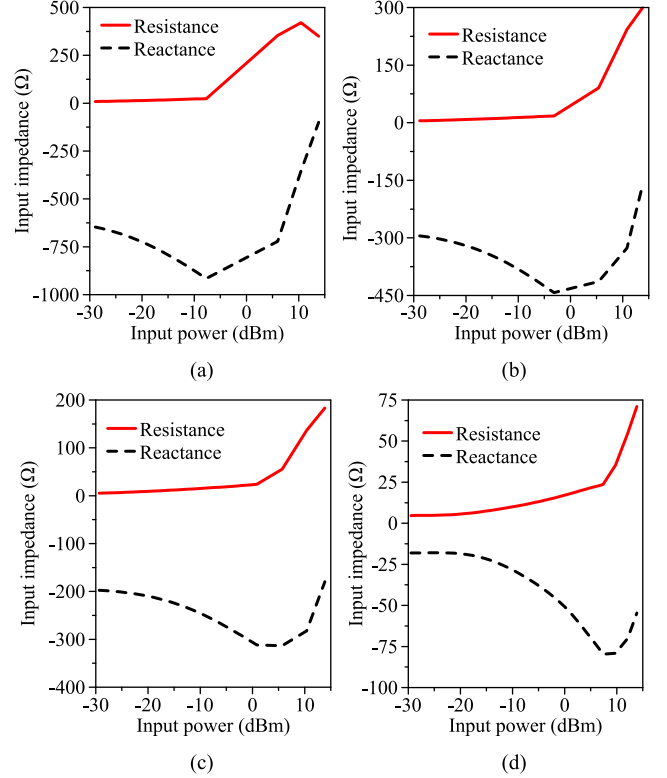 500
250
0
-250
-500
-750
-1000
Input impedance (Ω)
Resistance
Reactance
-30 -20 -10 0 10
Input power (dBm)
(a)
300
150
0
-150
-300
-450
Input impedance (Ω)
Resistance
Reactance
-30 -20 -10 0 10
Input power (dBm)
(b)
200
100
0
-100
-200
-300
-400
Input impedance (Ω)
Resistance
Reactance
-30 -20 -10 0 10
Input power (dBm)
(c)
75
50
25
0
-25
-50
-75
-100
Input impedance (Ω)
Resistance
Reactance
-30 -20 -10 0 10
Input power (dBm)
(d)